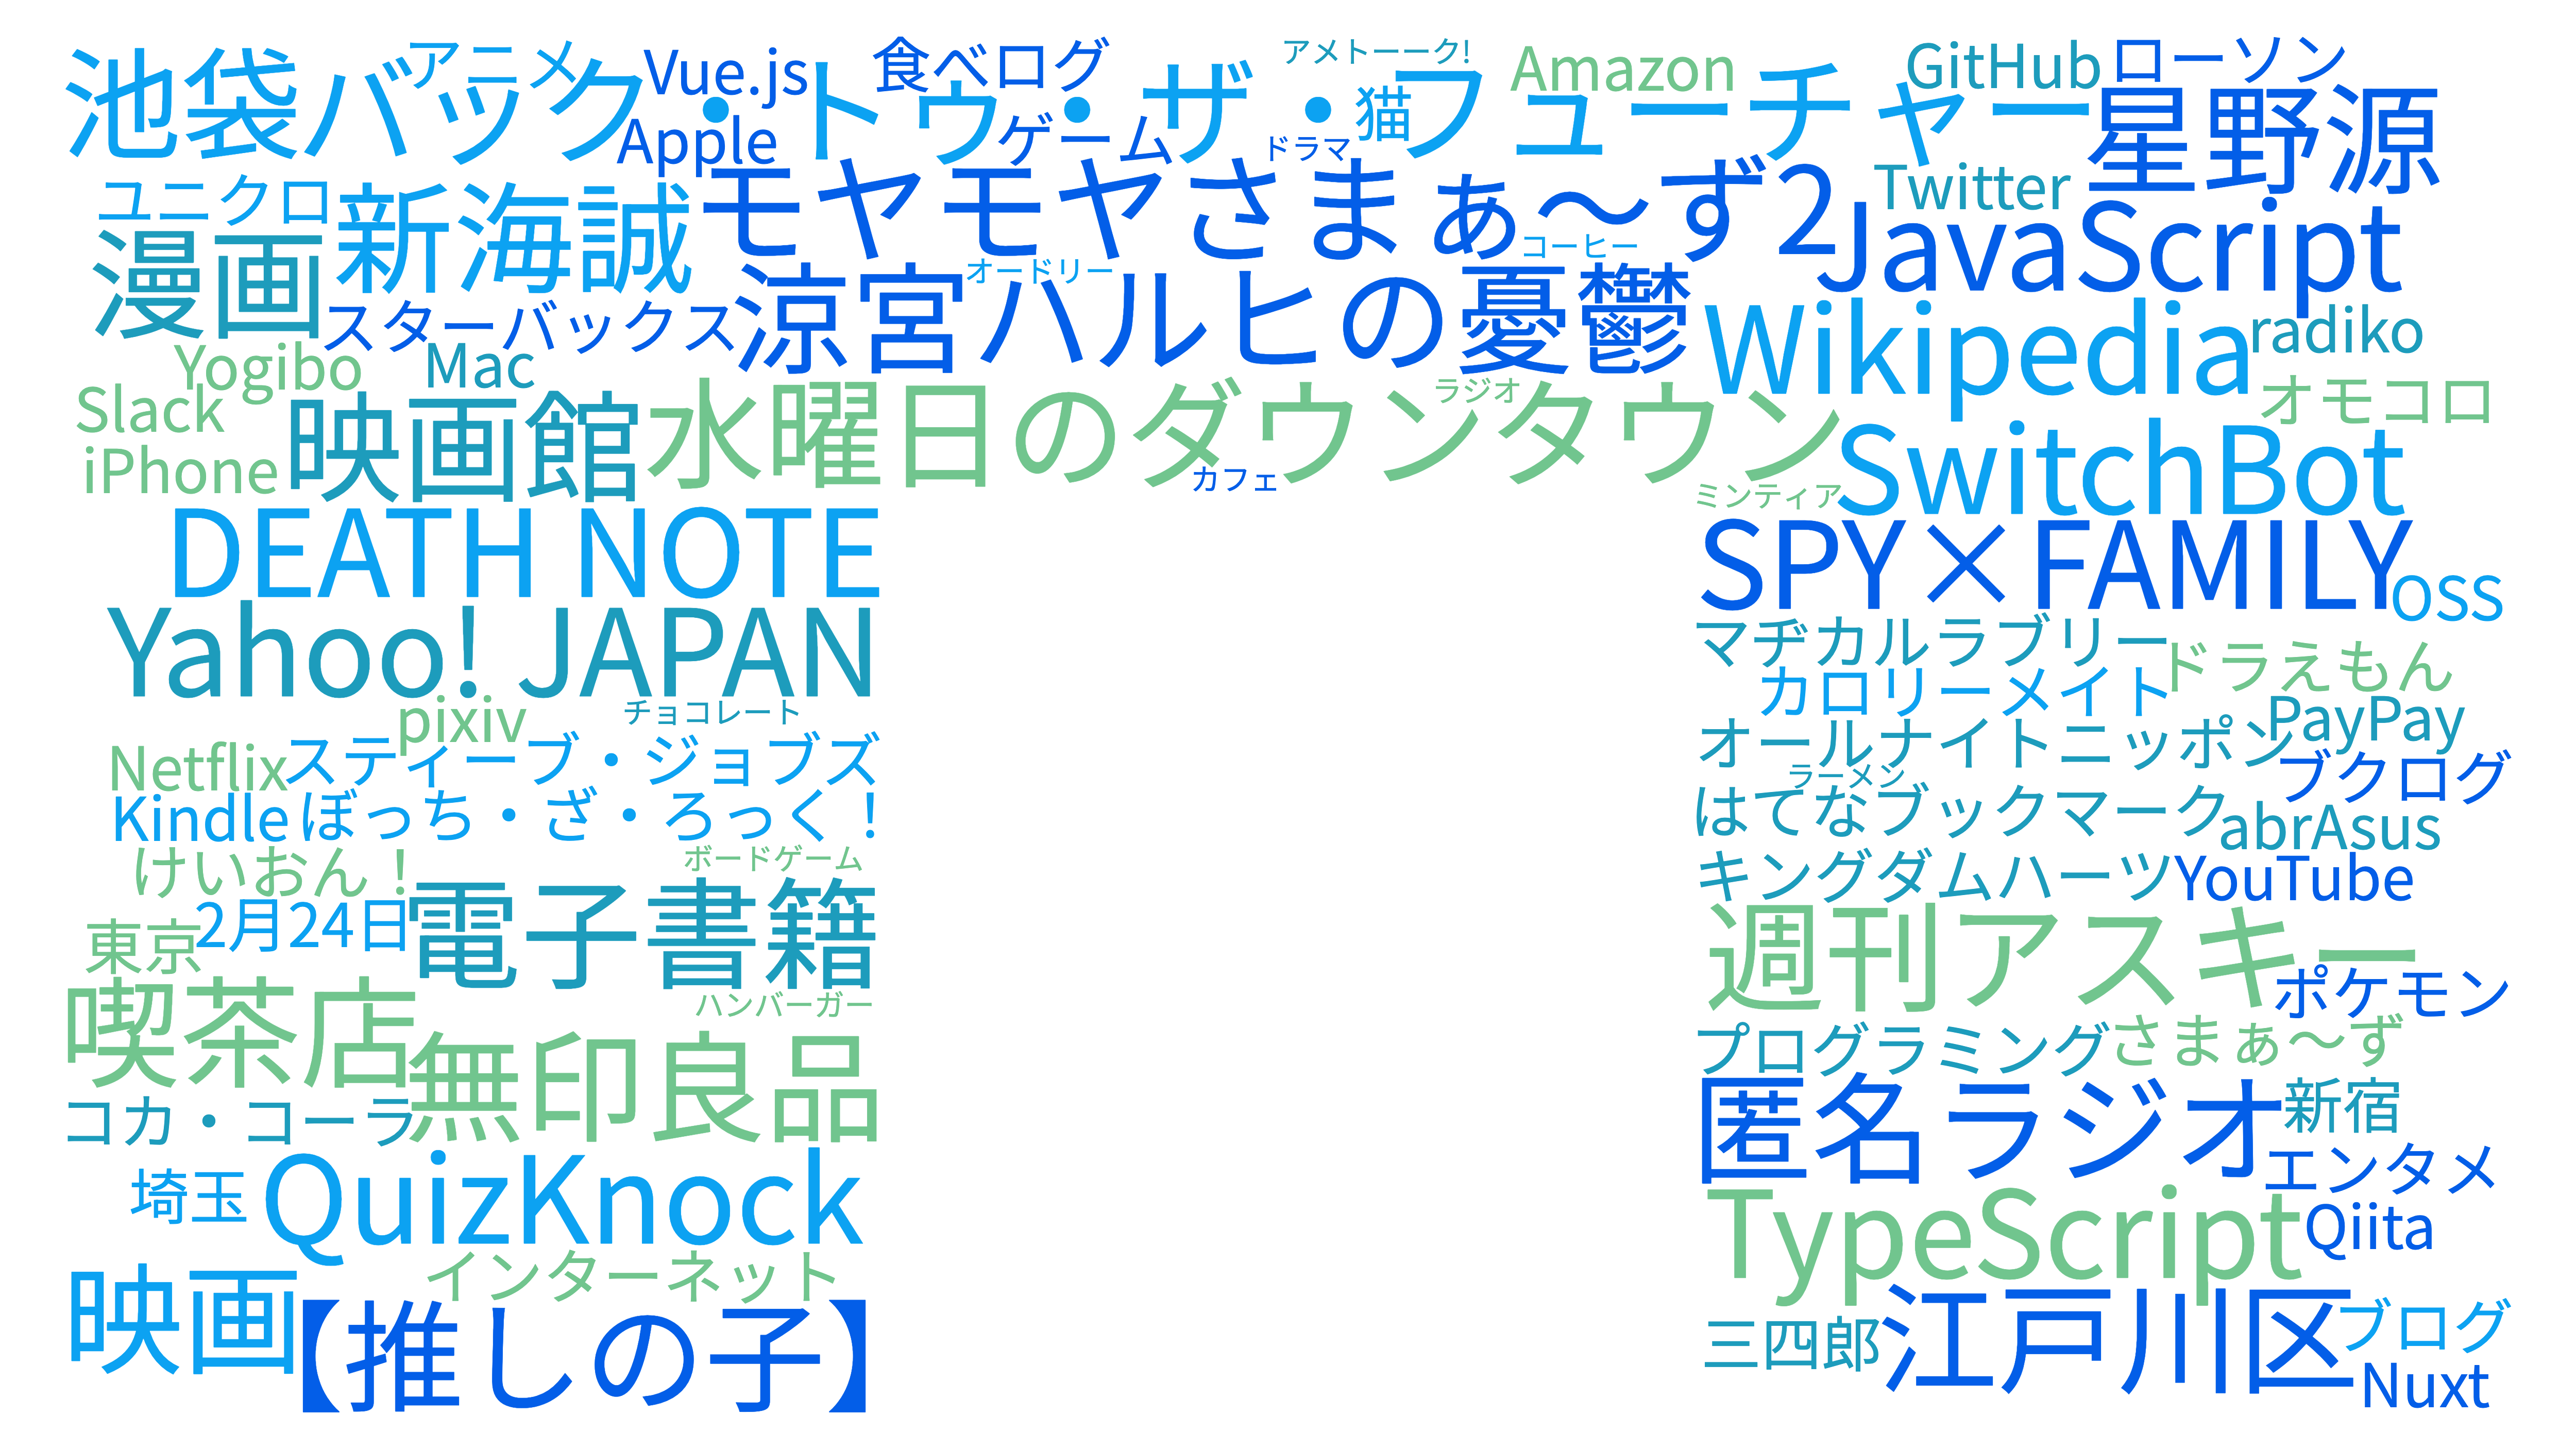 池袋
アニメ
バック・トゥ・ザ・フューチャー
Vue.js
食べログ
アメトーーク!
Amazon
GitHub
ローソン
Apple
ゲーム
ドラマ
猫
星野源
ユニクロ
新海誠
モヤモヤさまぁ～ず2
Twitter
JavaScript
漫画
スターバックス
涼宮ハルヒの憂鬱
オードリー
コーヒー
Wikipedia
radiko
Yogibo
Mac
Slack
映画館
水曜日のダウンタウン
ラジオ
オモコロ
iPhone
カフェ
ミンティア
SwitchBot
DEATH NOTE
SPY×FAMILY
OSS
Yahoo! JAPAN
マヂカルラブリー
ドラえもん
カロリーメイト
pixiv
チョコレート
オールナイトニッポン
PayPay
Netflix
スティーブ・ジョブズ
ラーメン
ブクログ
Kindle
ぼっち・ざ・ろっく！
はてなブックマーク
abrAsus
けいおん！
ボードゲーム
キングダムハーツ
YouTube
2月24日
電子書籍
東京
週刊アスキー
ポケモン
喫茶店
ハンバーガー
無印良品
プログラミング
さまぁ～ず
コカ・コーラ
匿名ラジオ
新宿
埼玉
QuizKnock
エンタメ
TypeScript
Qiita
インターネット
映画
【推しの子】
三四郎
江戸川区
ブログ
Nuxt